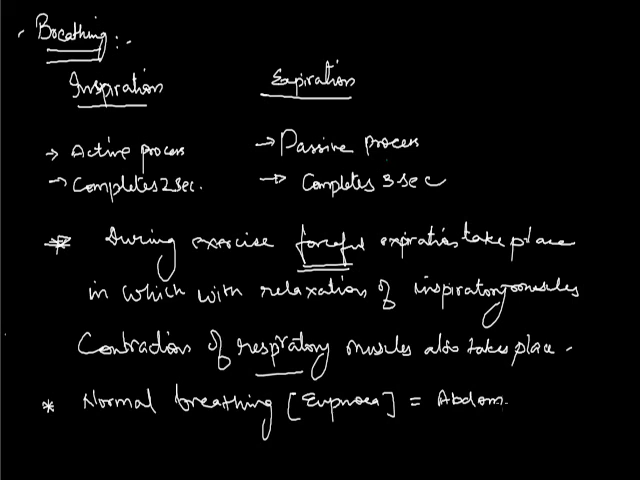 Breathing :-
Inspiration Expiration
→ Active process → Passive process
→ Completes 2 sec. → Completes 3 sec
* During exercise forceful expiration take place
in which with relaxation of inspiratory muscles
Contraction of respiratory muscles also takes place.
* Normal breathing [Eupnoea] = Abdom